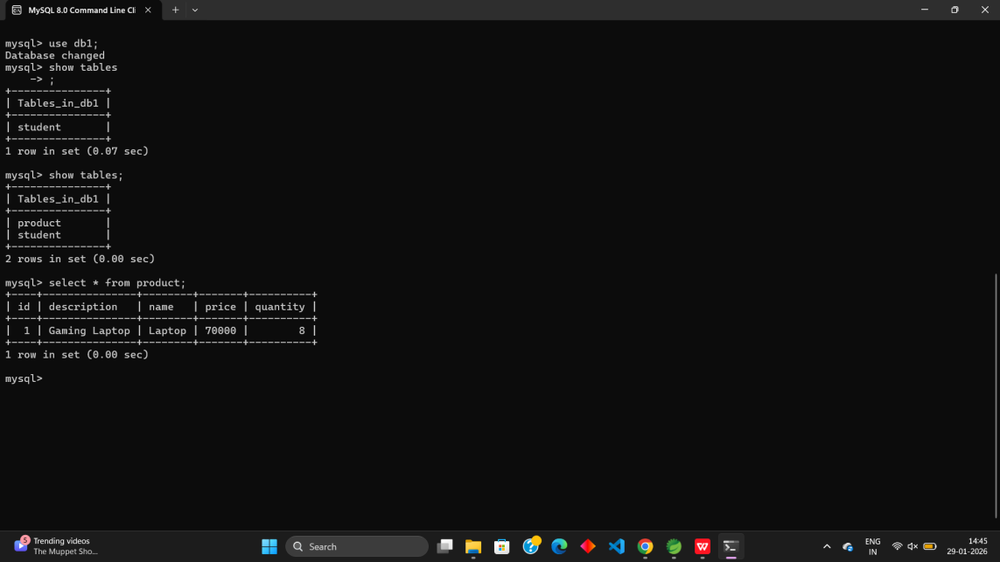 MySQL 8.0 Command Line Cli
mysql> use db1;
Database changed
mysql> show tables
    -> ;
+---------------+
| Tables_in_db1 |
+---------------+
| student       |
+---------------+
1 row in set (0.07 sec)
mysql> show tables;
+---------------+
| Tables_in_db1 |
+---------------+
| product       |
| student       |
+---------------+
2 rows in set (0.00 sec)
mysql> select * from product;
+----+---------------+--------+-------+----------+
| id | description   | name   | price | quantity |
+----+---------------+--------+-------+----------+
|  1 | Gaming Laptop | Laptop | 70000 |        8 |
+----+---------------+--------+-------+----------+
1 row in set (0.00 sec)
mysql>
5
Trending videos
The Muppet Sho...
Search
ENG
IN
14:45
29-01-2026